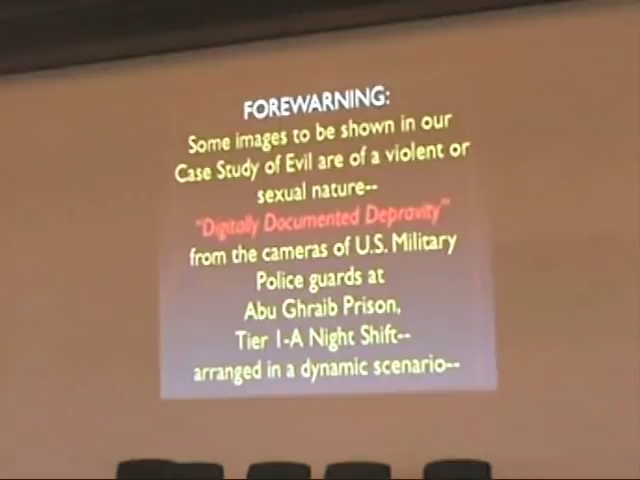 FOREWARNING:
Some images to be shown in our
Case Study of Evil are of a violent or
sexual nature--
"Digitally Documented Depravity"
from the cameras of U.S. Military
Police guards at
Abu Ghraib Prison,
Tier 1-A Night Shift--
arranged in a dynamic scenario--